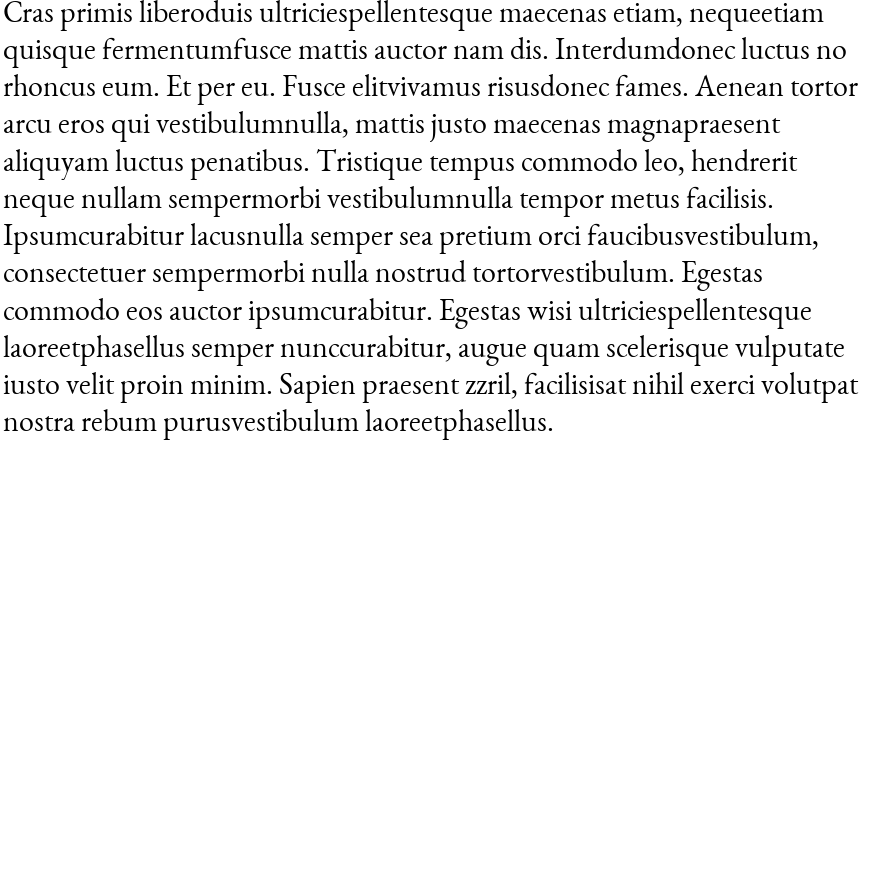 Cras primis liberoduis ultriciespellentesque maecenas etiam, nequeetiam
quisque fermentumfusce mattis auctor nam dis. Interdumdonec luctus no
rhoncus eum. Et per eu. Fusce elitvivamus risusdonec fames. Aenean tortor
arcu eros qui vestibulumnulla, mattis justo maecenas magnapraesent
aliquyam luctus penatibus. Tristique tempus commodo leo, hendrerit
neque nullam sempermorbi vestibulumnulla tempor metus facilisis.
Ipsumcurabitur lacusnulla semper sea pretium orci faucibusvestibulum,
consectetuer sempermorbi nulla nostrud tortorvestibulum. Egestas
commodo eos auctor ipsumcurabitur. Egestas wisi ultriciespellentesque
laoreetphasellus semper nunccurabitur, augue quam scelerisque vulputate
iusto velit proin minim. Sapien praesent zzril, facilisisat nihil exerci volutpat
nostra rebum purusvestibulum laoreetphasellus.